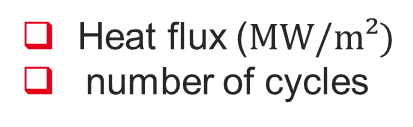 ❑ Heat flux (MW/m²)
❑ number of cycles